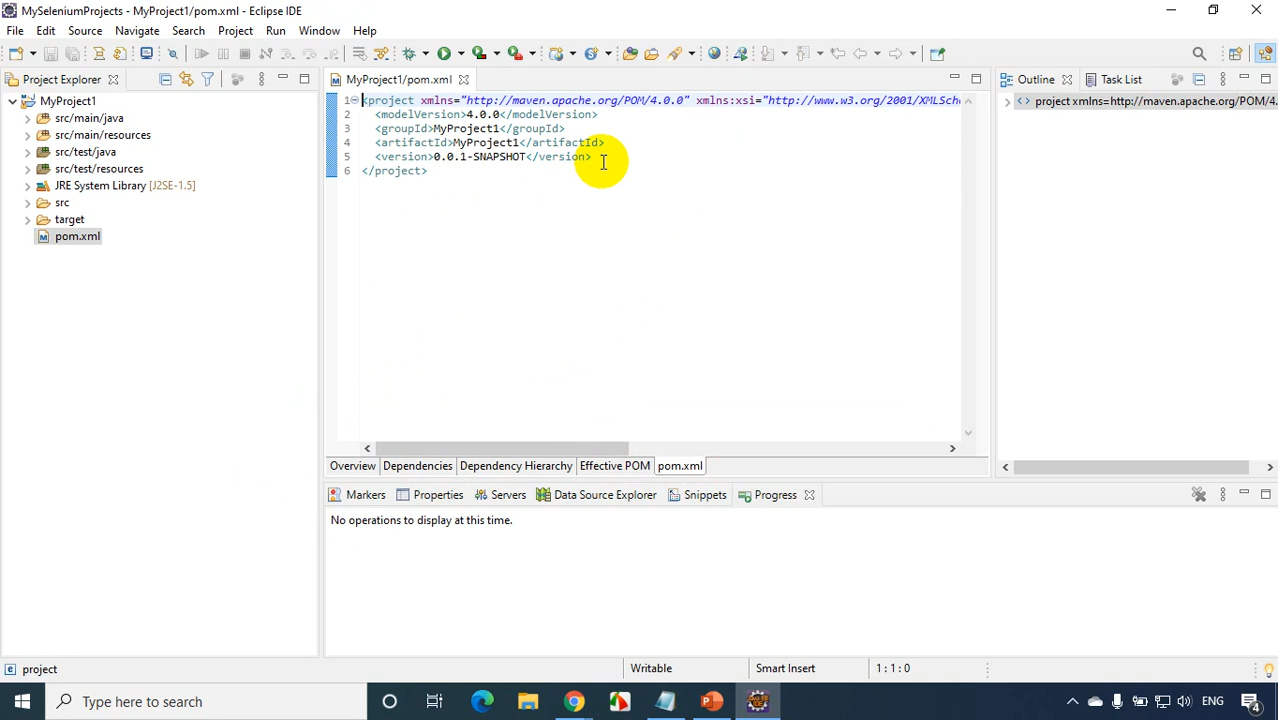 MySeleniumProjects - MyProject1/pom.xml - Eclipse IDE
File Edit Source Navigate Search Project Run Window Help
Project Explorer
MyProject1
src/main/java
src/main/resources
src/test/java
src/test/resources
JRE System Library [J2SE-1.5]
src
target
pom.xml
MyProject1/pom.xml
1 <project xmlns="http://maven.apache.org/POM/4.0.0" xmlns:xsi="http://www.w3.org/2001/XMLSche
2 <modelVersion>4.0.0</modelVersion>
3 <groupId>MyProject1</groupId>
4 <artifactId>MyProject1</artifactId>
5 <version>0.0.1-SNAPSHOT</version>
6 </project>
Overview Dependencies Dependency Hierarchy Effective POM pom.xml
Outline Task List
project xmlns=http://maven.apache.org/POM/4.
Markers Properties Servers Data Source Explorer Snippets Progress
No operations to display at this time.
project Writable Smart Insert 1 : 1 : 0
Type here to search
ENG
4